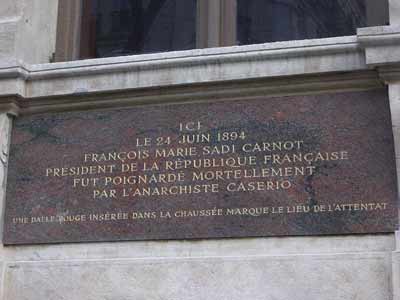 ICI
LE 24 JUIN 1894
FRANÇOIS MARIE SADI CARNOT
PRÉSIDENT DE LA RÉPUBLIQUE FRANÇAISE
FUT POIGNARDÉ MORTELLEMENT
PAR L'ANARCHISTE CASERIO
UNE DALLE ROUGE INSÉRÉE DANS LA CHAUSSÉE MARQUE LE LIEU DE L'ATTENTAT